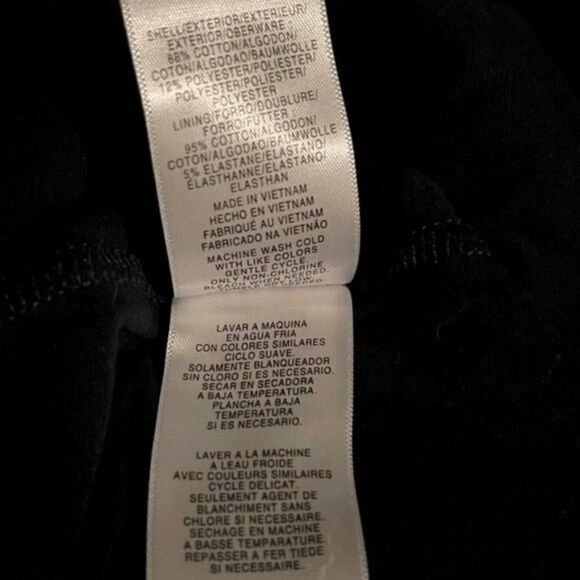 SHELL/EXTERIOR/EXTERIEUR/
EXTERIOR/OBERWARE
88% COTTON/ALGODON/
COTON/ALGODAO/BAUMWOLLE
12% POLYESTER/POLIESTER/
POLYESTER/POLIESTER/
POLYESTER
LINING/FORRO/DOUBLURE/
FORRO/FUTTER
95% COTTON/ALGODON/
COTON/ALGODAO/BAUMWOLLE
5% ELASTANE/ELASTANO/
ELASTHANNE/ELASTANO/
ELASTHAN
MADE IN VIETNAM
HECHO EN VIETNAM
FABRIQUÉ AU VIETNAM
FABRICADO NA VIETNÃO
MACHINE WASH COLD
WITH LIKE COLORS
GENTLE CYCLE.
ONLY NON-CHLORINE
BLEACH WHEN NEEDED.
LAVAR A MAQUINA
EN AGUA FRIA
CON COLORES SIMILARES
CICLO SUAVE.
SOLAMENTE BLANQUEADOR
SIN CLORO SI ES NECESARIO.
SECAR EN SECADORA
A BAJA TEMPERATURA.
PLANCHA A BAJA
TEMPERATURA
SI ES NECESARIO.
LAVER A LA MACHINE
A LEAU FROIDE
AVEC COULEURS SIMILAIRES
CYCLE DELICAT.
SEULEMENT AGENT DE
BLANCHIMENT SANS
CHLORE SI NECESSAIRE.
SECHAGE EN MACHINE
A BASSE TEMPARATURE.
REPASSER A FER TIEDE
SI NECESSAIRE.